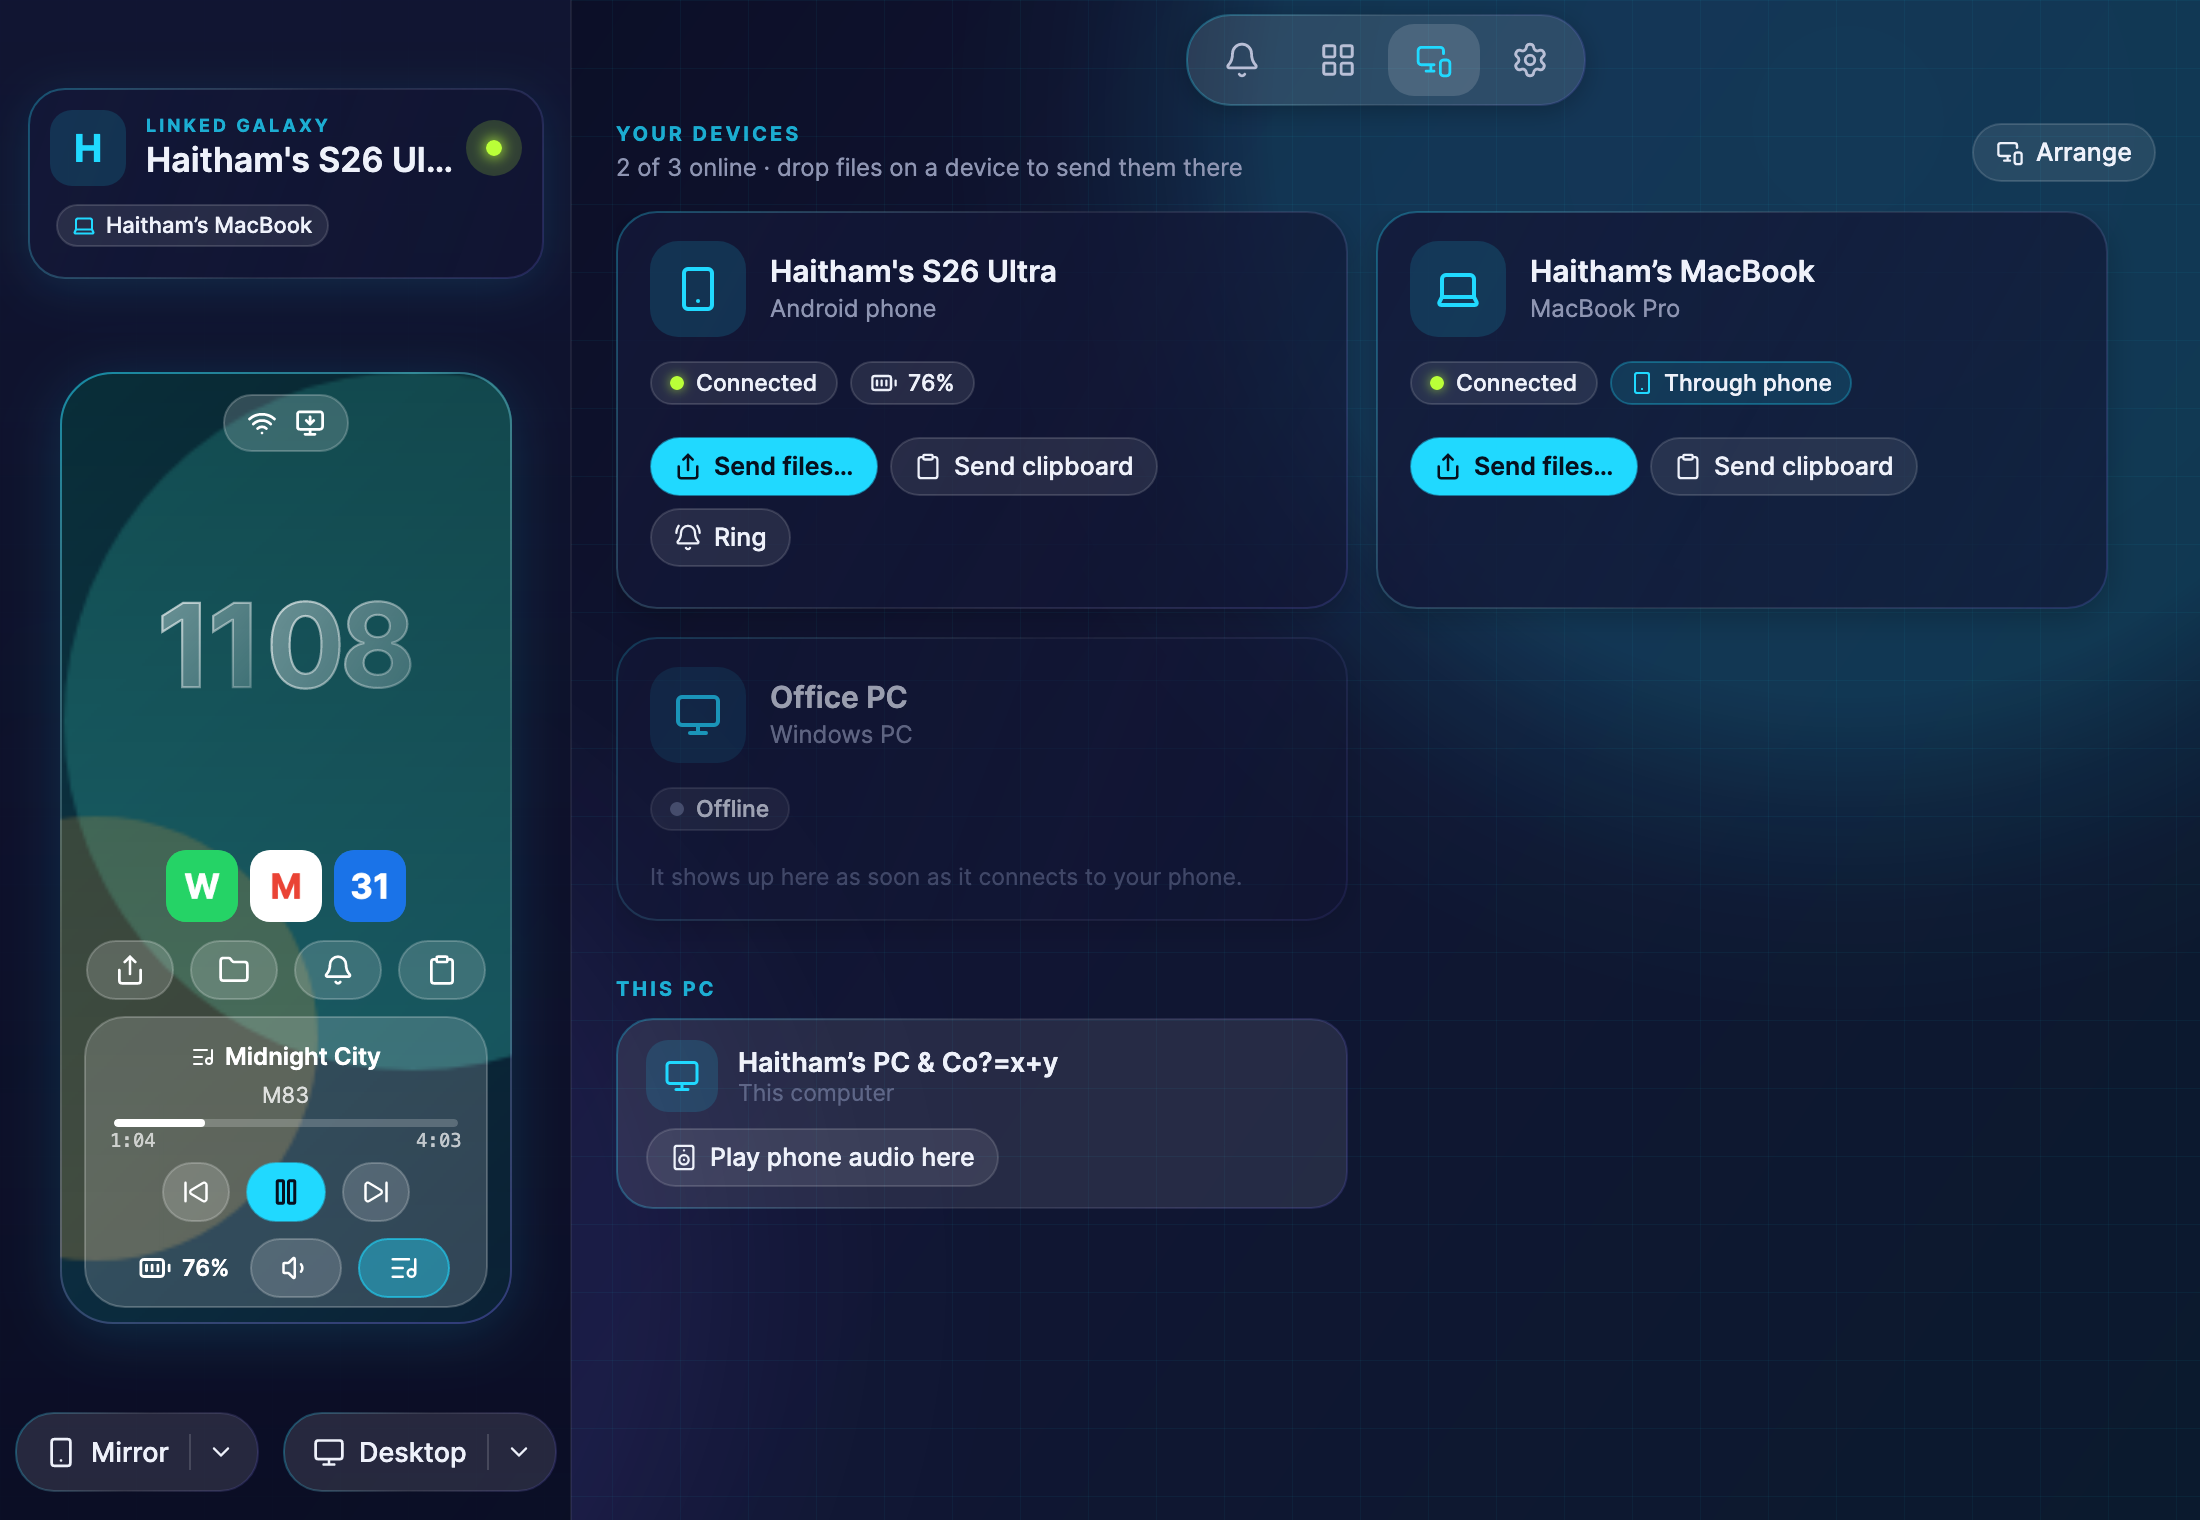 H
LINKED GALAXY
Haitham's S26 Ul...
Haitham’s MacBook
1108
W
M
31
Midnight City
M83
1:04
4:03
76%
Mirror
Desktop
YOUR DEVICES
2 of 3 online · drop files on a device to send them there
Arrange
Haitham's S26 Ultra
Android phone
Connected
76%
Send files...
Send clipboard
Ring
Haitham’s MacBook
MacBook Pro
Connected
Through phone
Send files...
Send clipboard
Office PC
Windows PC
Offline
It shows up here as soon as it connects to your phone.
THIS PC
Haitham’s PC & Co?=x+y
This computer
Play phone audio here